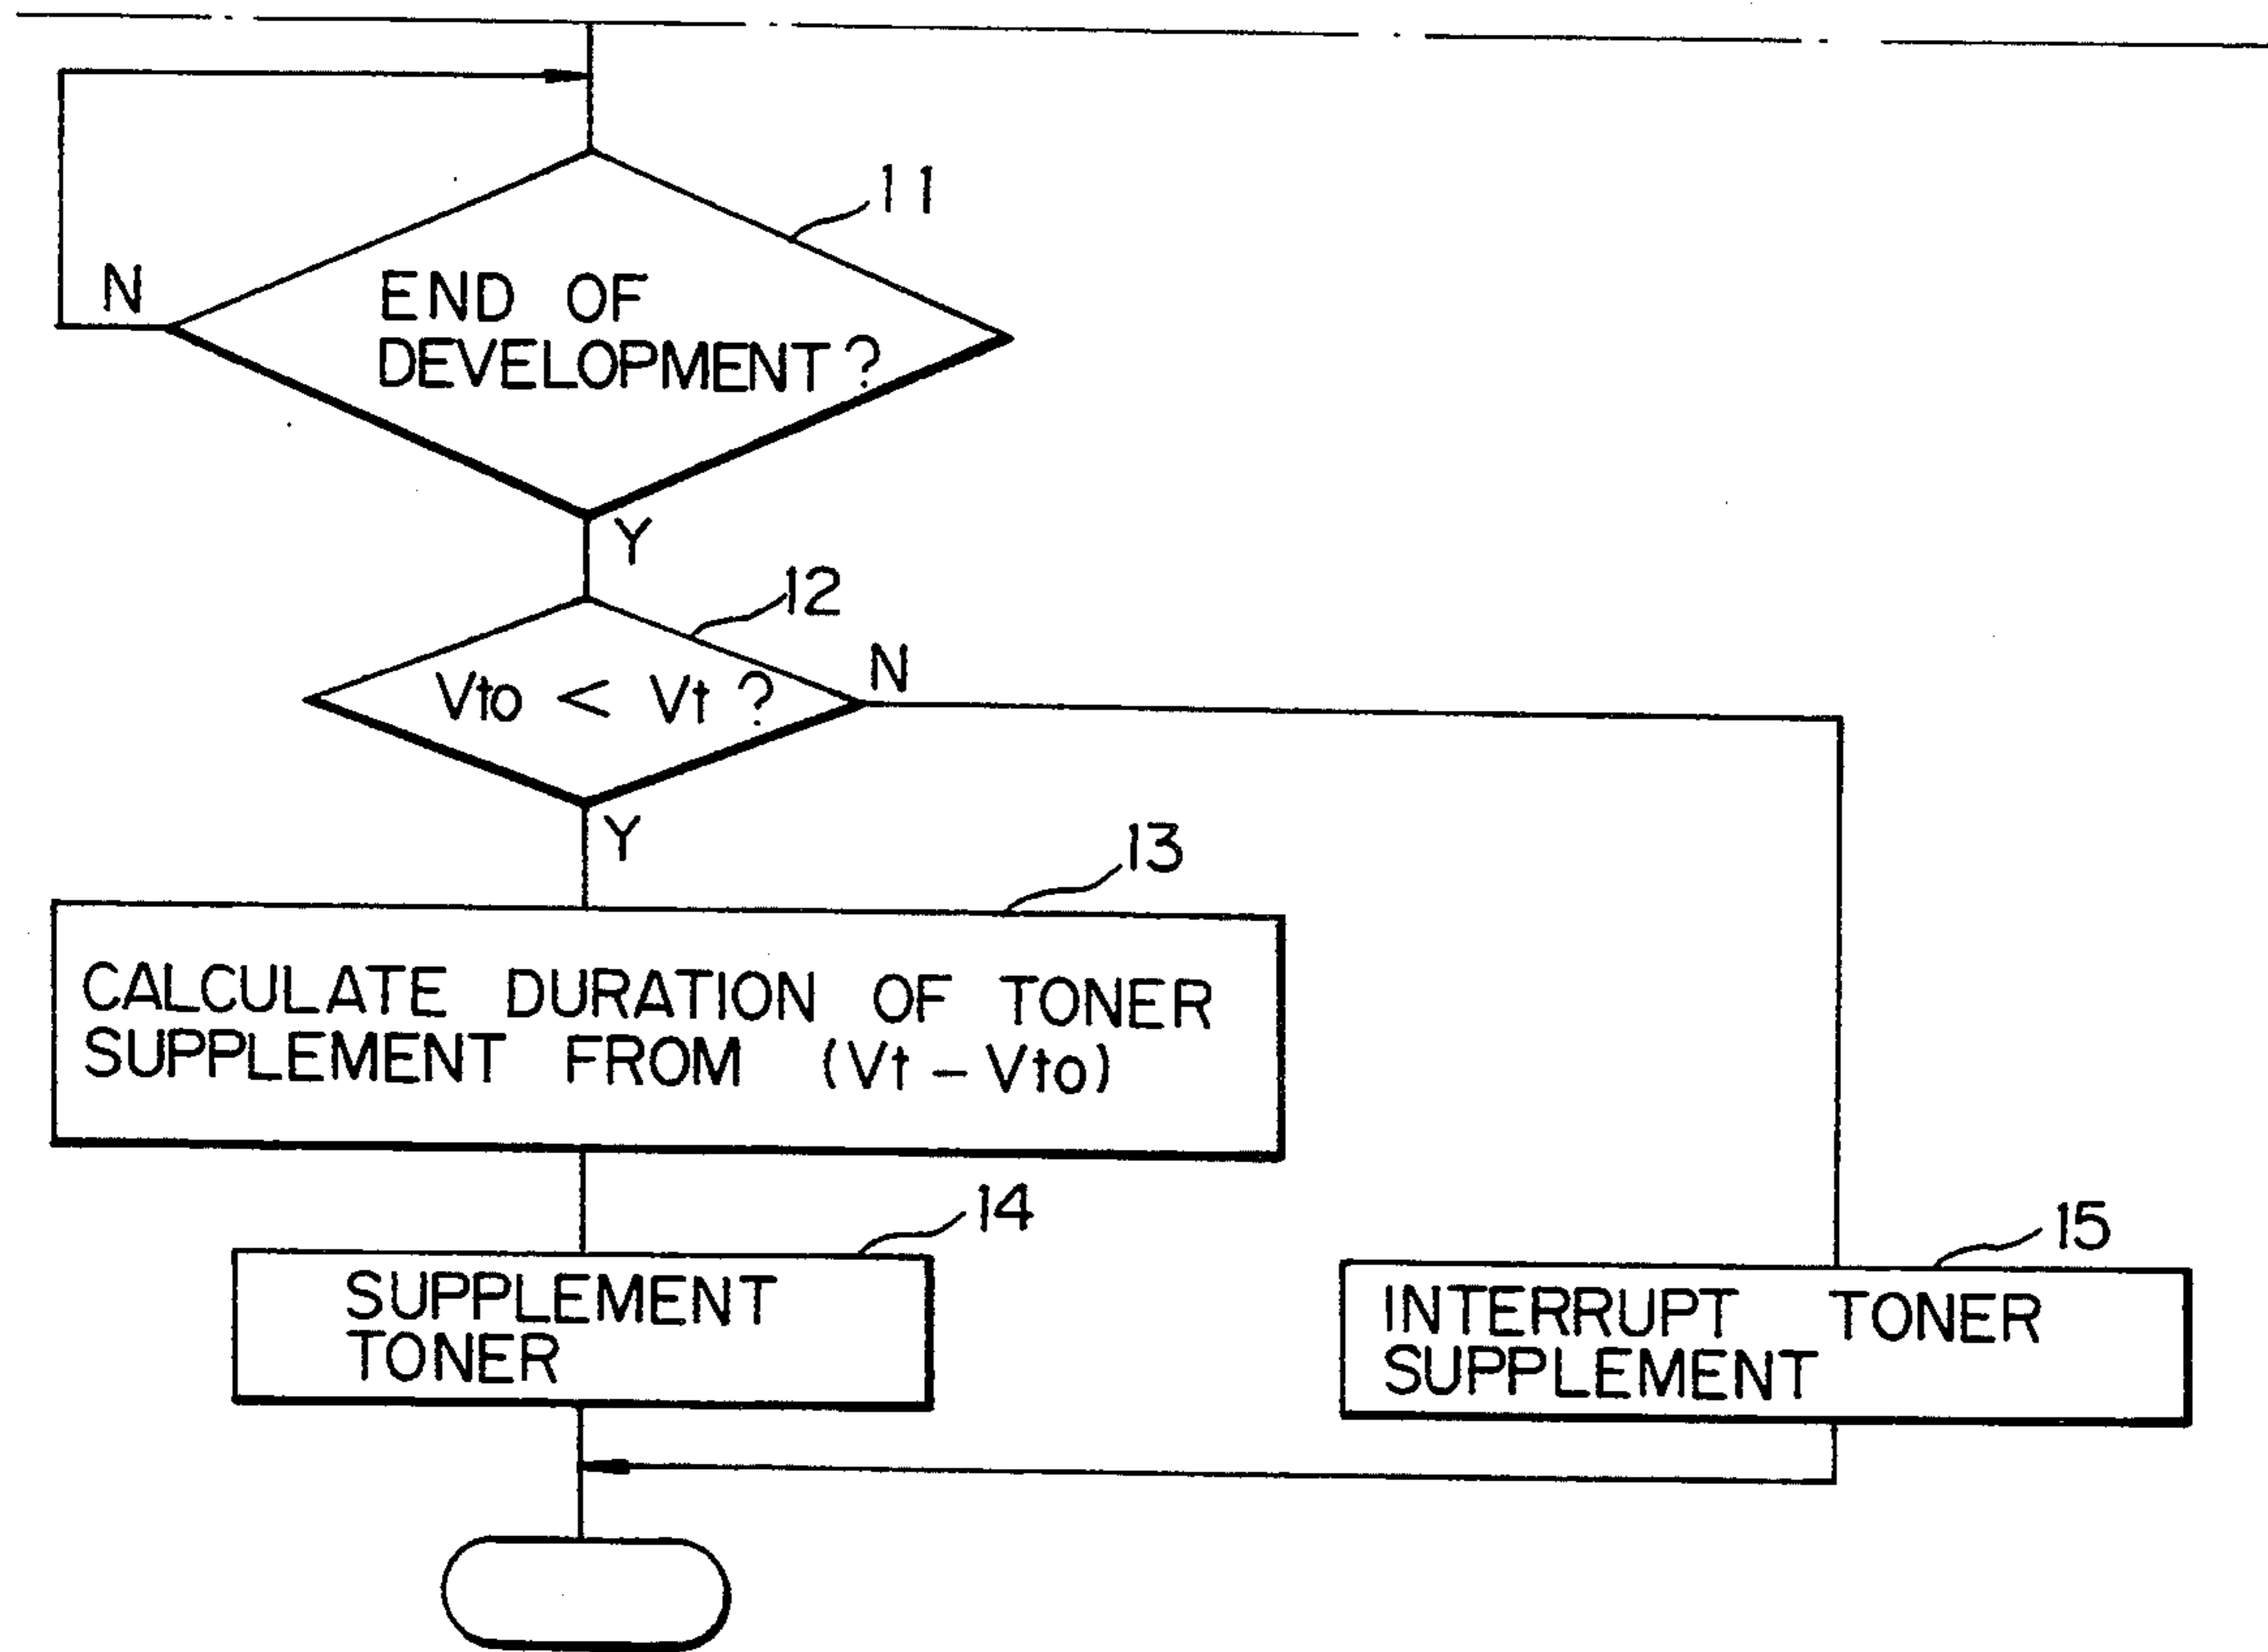 11
N
END OF
DEVELOPMENT?
Y
12
N
Vto < Vt ?
Y
13
CALCULATE DURATION OF TONER
SUPPLEMENT FROM (Vt - Vto)
14
SUPPLEMENT
TONER
15
INTERRUPT TONER
SUPPLEMENT